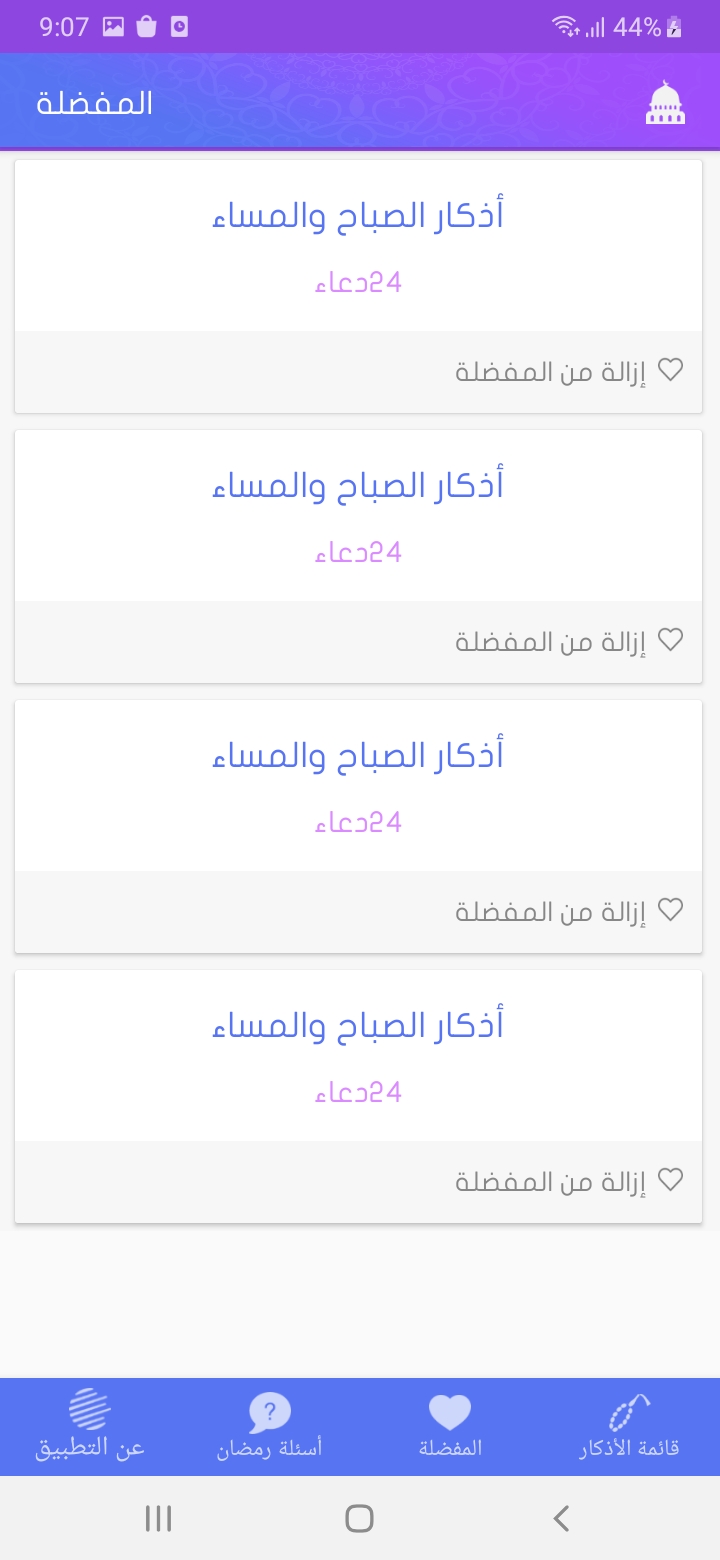 9:07 44%
المفضلة
أذكار الصباح والمساء
24دعاء
إزالة من المفضلة
أذكار الصباح والمساء
24دعاء
إزالة من المفضلة
أذكار الصباح والمساء
24دعاء
إزالة من المفضلة
أذكار الصباح والمساء
24دعاء
إزالة من المفضلة
قائمة الأذكار
المفضلة
أسئلة رمضان
عن التطبيق